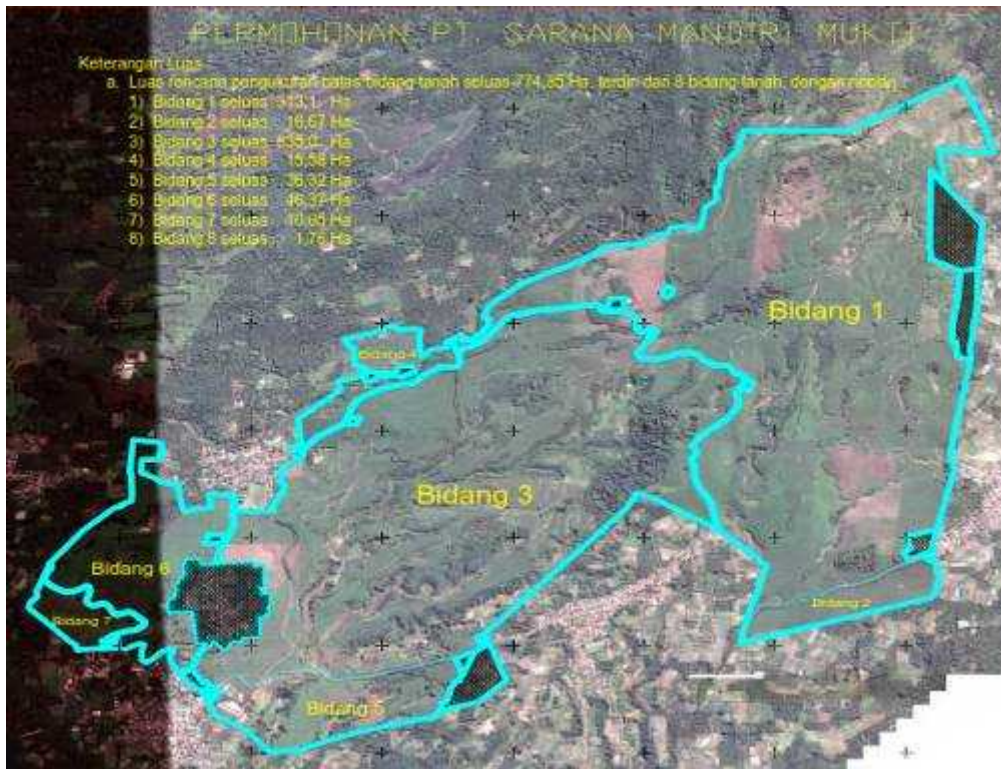 PERMOHONAN PT. SARANA MANDIRI MUKTI
Keterangan Luas
a. Luas rencana pengukuran batas bidang tanah seluas 774,85 Ha, terdiri dari 8 bidang tanah, dengan
1) Bidang 1 seluas Ha
2) Bidang 2 seluas 16,67 Ha
3) Bidang 3 seluas Ha
4) Bidang 4 seluas 15,58 Ha
5) Bidang 5 seluas 36,32 Ha
6) Bidang 6 seluas 46,37 Ha
7) Bidang 7 seluas Ha
8) Bidang 8 seluas 1,75 Ha
Bidang 1
Bidang 4
Bidang 3
Bidang 6
Bidang 7
Bidang 2
Bidang 5